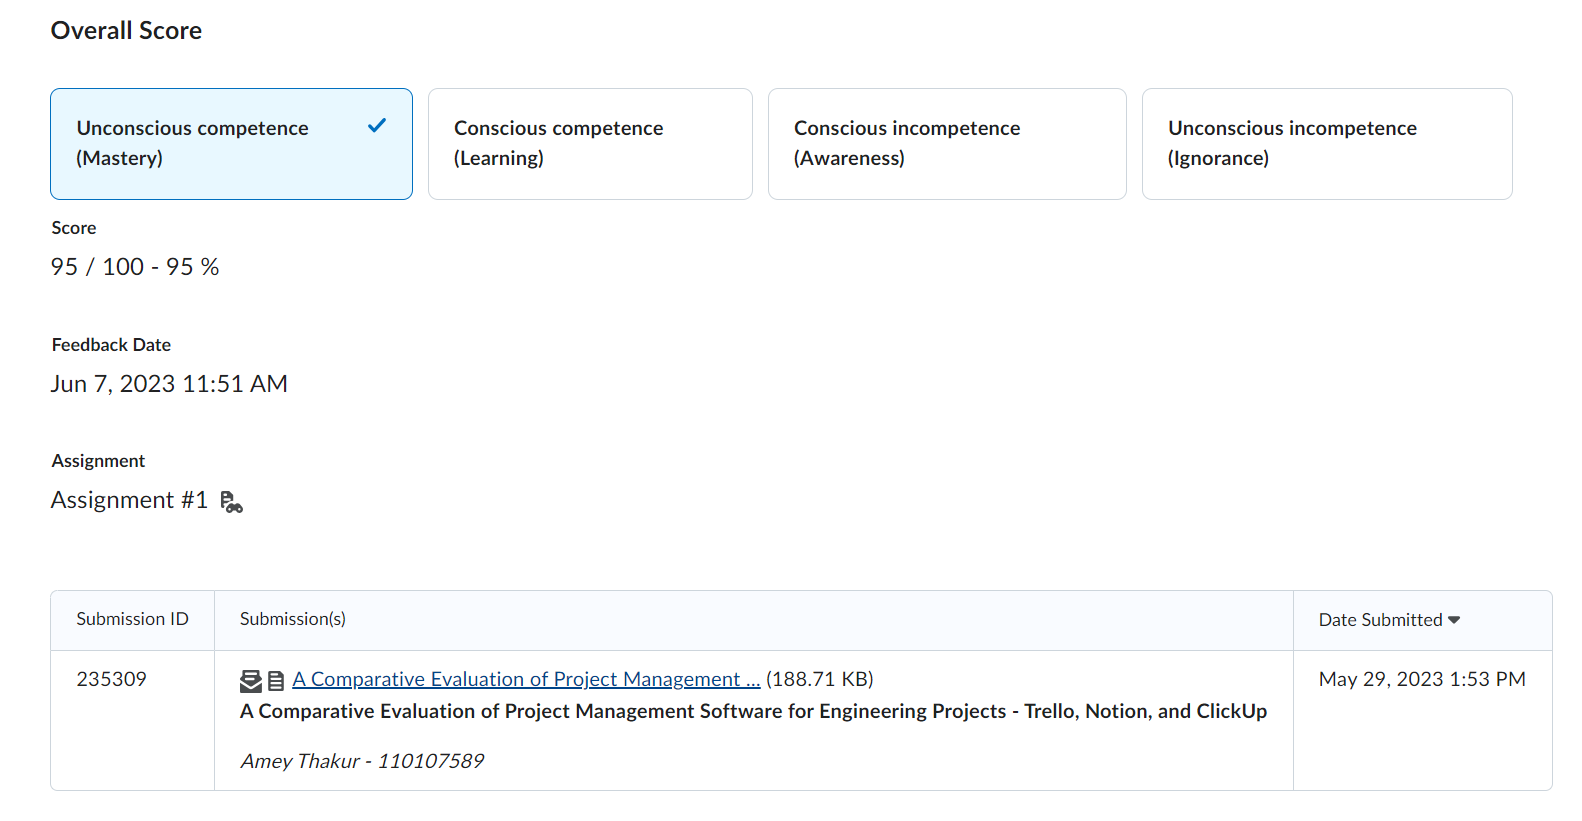 Overall Score
Unconscious competence
(Mastery)
Conscious competence
(Learning)
Conscious incompetence
(Awareness)
Unconscious incompetence
(Ignorance)
Score
95 / 100 - 95 %
Feedback Date
Jun 7, 2023 11:51 AM
Assignment
Assignment #1
Submission ID
Submission(s)
Date Submitted
235309
A Comparative Evaluation of Project Management ... (188.71 KB)
A Comparative Evaluation of Project Management Software for Engineering Projects - Trello, Notion, and ClickUp
Amey Thakur - 110107589
May 29, 2023 1:53 PM